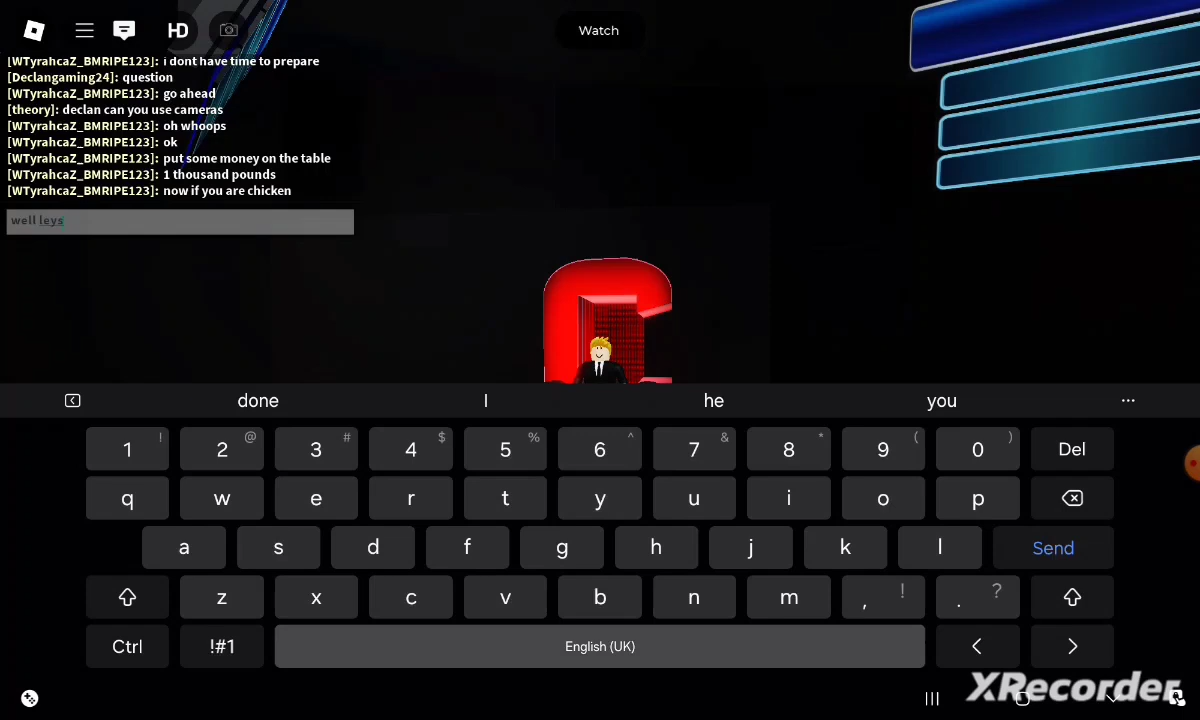 HD
Watch
[WTyrahcaZ_BMRIPE123]: i dont have time to prepare
[Declangaming24]: question
[WTyrahcaZ_BMRIPE123]: go ahead
[theory]: declan can you use cameras
[WTyrahcaZ_BMRIPE123]: oh whoops
[WTyrahcaZ_BMRIPE123]: ok
[WTyrahcaZ_BMRIPE123]: put some money on the table
[WTyrahcaZ_BMRIPE123]: 1 thousand pounds
[WTyrahcaZ_BMRIPE123]: now if you are chicken
well leys
done I he you ...
1 ! 2 @ 3 # 4 $ 5 % 6 ^ 7 & 8 * 9 ( 0 ) Del
q w e r t y u i o p
a s d f g h j k l Send
z x c v b n m , ! . ?
Ctrl !#1 English (UK) < >
XRecorder